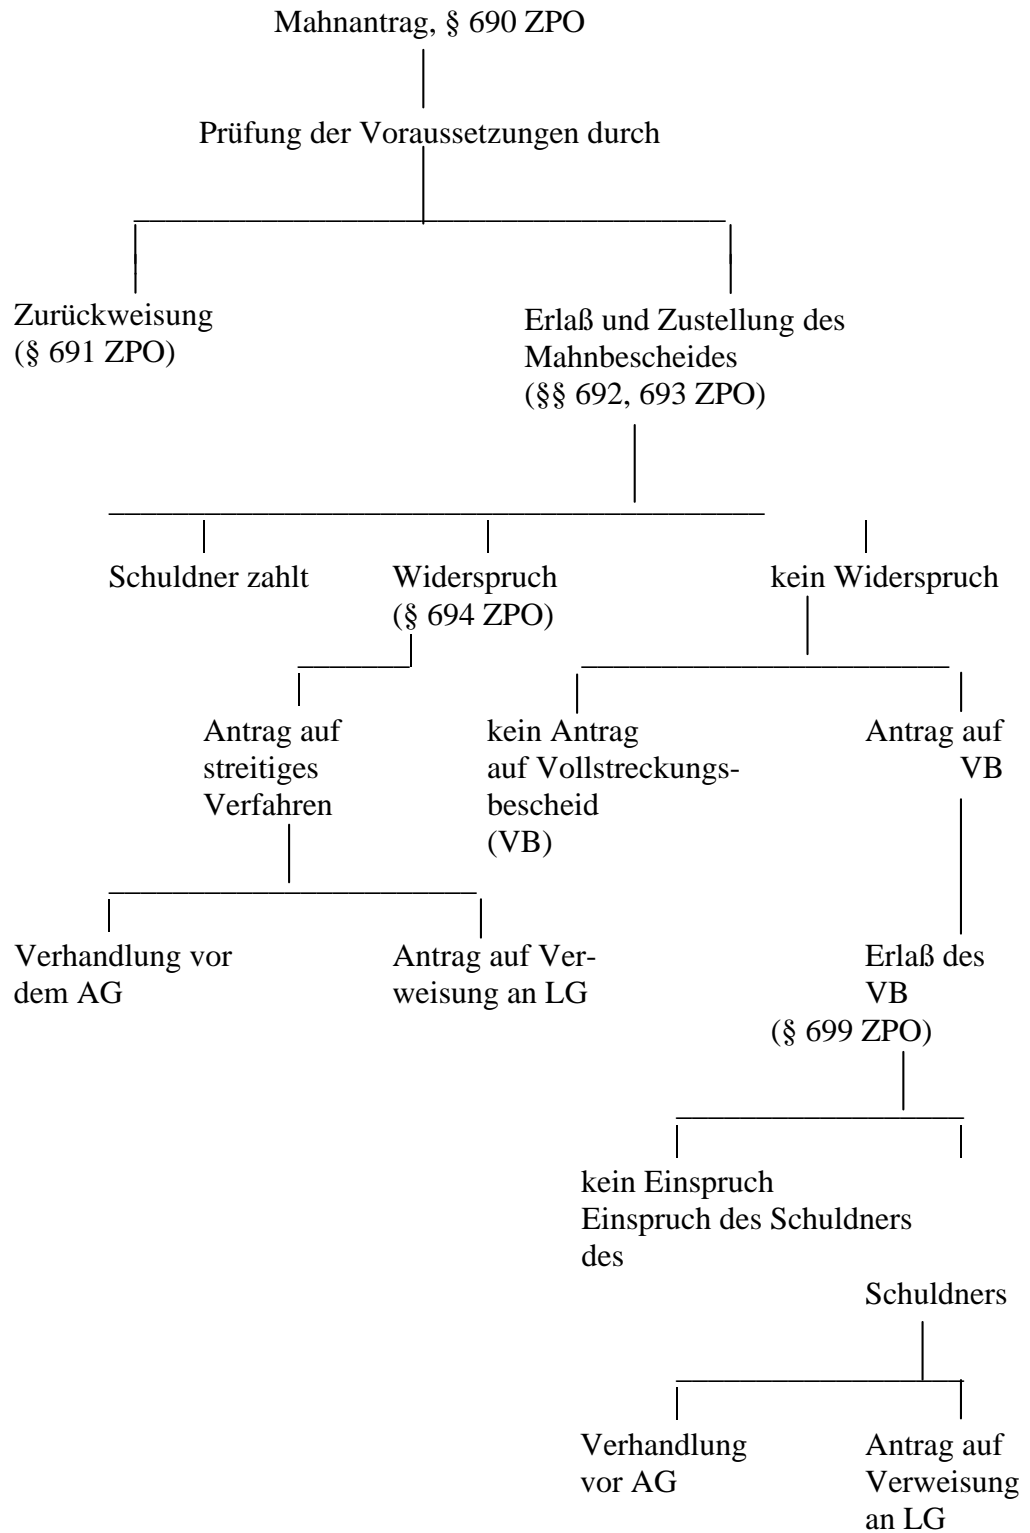 Mahnantrag, § 690 ZPO
Prüfung der Voraussetzungen durch
Zurückweisung
(§ 691 ZPO)
Erlaß und Zustellung des
Mahnbescheides
(§§ 692, 693 ZPO)
Schuldner zahlt
Widerspruch
(§ 694 ZPO)
kein Widerspruch
Antrag auf
streitiges
Verfahren
kein Antrag
auf Vollstreckungs-
bescheid
(VB)
Antrag auf
VB
Verhandlung vor
dem AG
Antrag auf Ver-
weisung an LG
Erlaß des
VB
(§ 699 ZPO)
kein Einspruch
Einspruch des Schuldners
des
Schuldners
Verhandlung
vor AG
Antrag auf
Verweisung
an LG